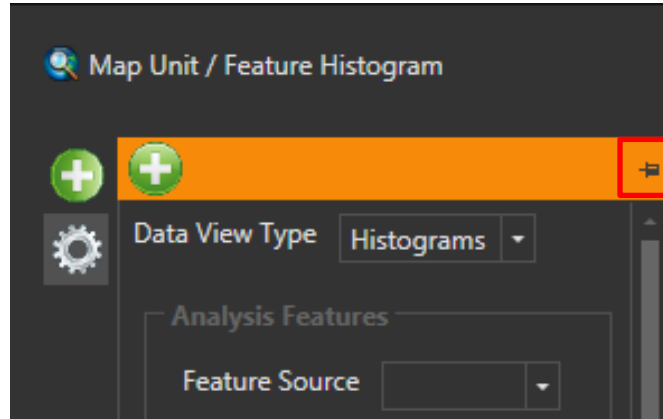 Map Unit / Feature Histogram
Data View Type Histograms
Analysis Features
Feature Source